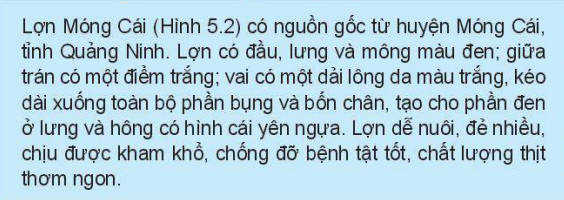 Lợn Móng Cái (Hình 5.2) có nguồn gốc từ huyện Móng Cái,
tỉnh Quảng Ninh. Lợn có đầu, lưng và mông màu đen; giữa
trán có một điểm trắng; vai có một dải lông da màu trắng, kéo
dài xuống toàn bộ phần bụng và bốn chân, tạo cho phần đen
ở lưng và hông có hình cái yên ngựa. Lợn dễ nuôi, đẻ nhiều,
chịu được kham khổ, chống đỡ bệnh tật tốt, chất lượng thịt
thơm ngon.